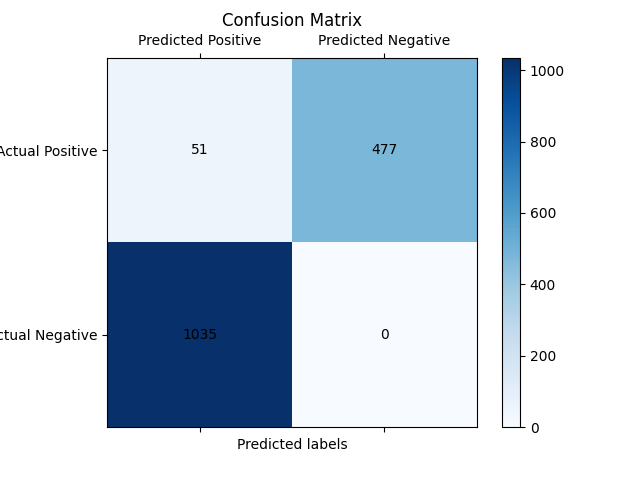 Confusion Matrix
Predicted Positive Predicted Negative
1000
Actual Positive 51 477
800
600
400
ctual Negative 1035 0
200
0
Predicted labels